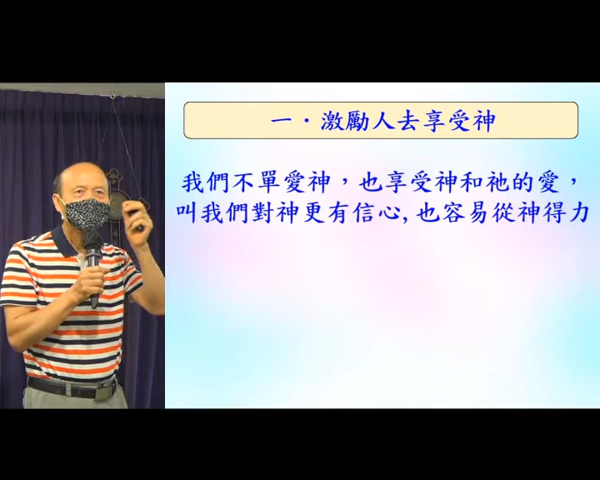 一．激勵人去享受神
我們不單愛神，也享受神和祂的愛，
叫我們對神更有信心, 也容易從神得力